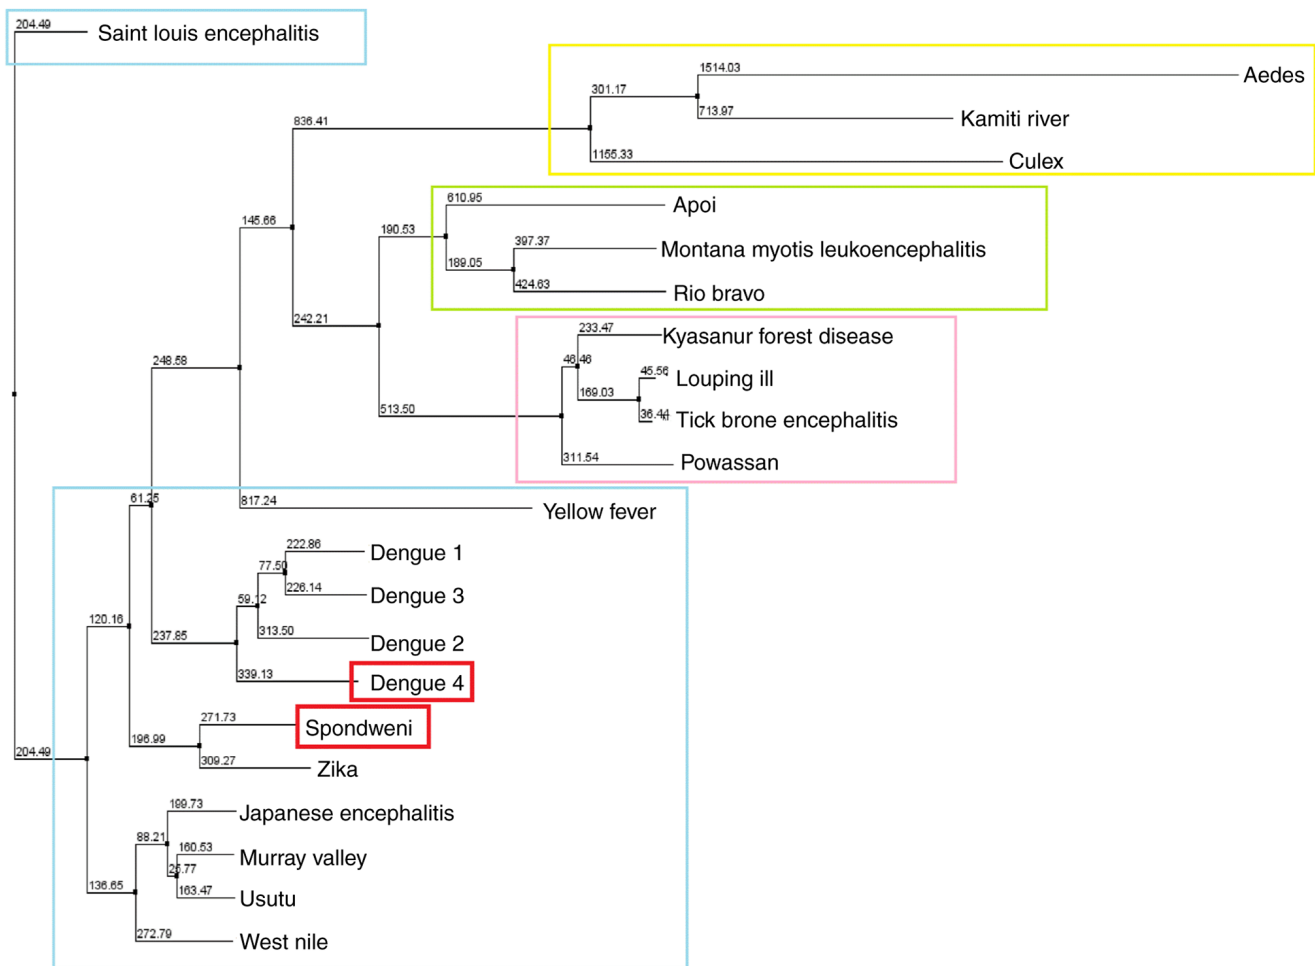 204.49
Saint louis encephalitis
1514.03
Aedes
301.17
713.97
Kamiti river
836.41
1155.33
Culex
610.95
Apoi
145.66
190.53
397.37
Montana myotis leukoencephalitis
189.05
424.63
Rio bravo
242.21
233.47
Kyasanur forest disease
248.58
46.46
45.56
Louping ill
169.03
513.50
36.44
Tick brone encephalitis
311.54
Powassan
61.25
817.24
Yellow fever
222.86
Dengue 1
77.50
226.14
Dengue 3
59.12
120.16
237.85
313.50
Dengue 2
339.13
Dengue 4
271.73
Spondweni
196.99
204.49
309.27
Zika
199.73
Japanese encephalitis
88.21
160.53
Murray valley
25.77
136.65
163.47
Usutu
272.79
West nile